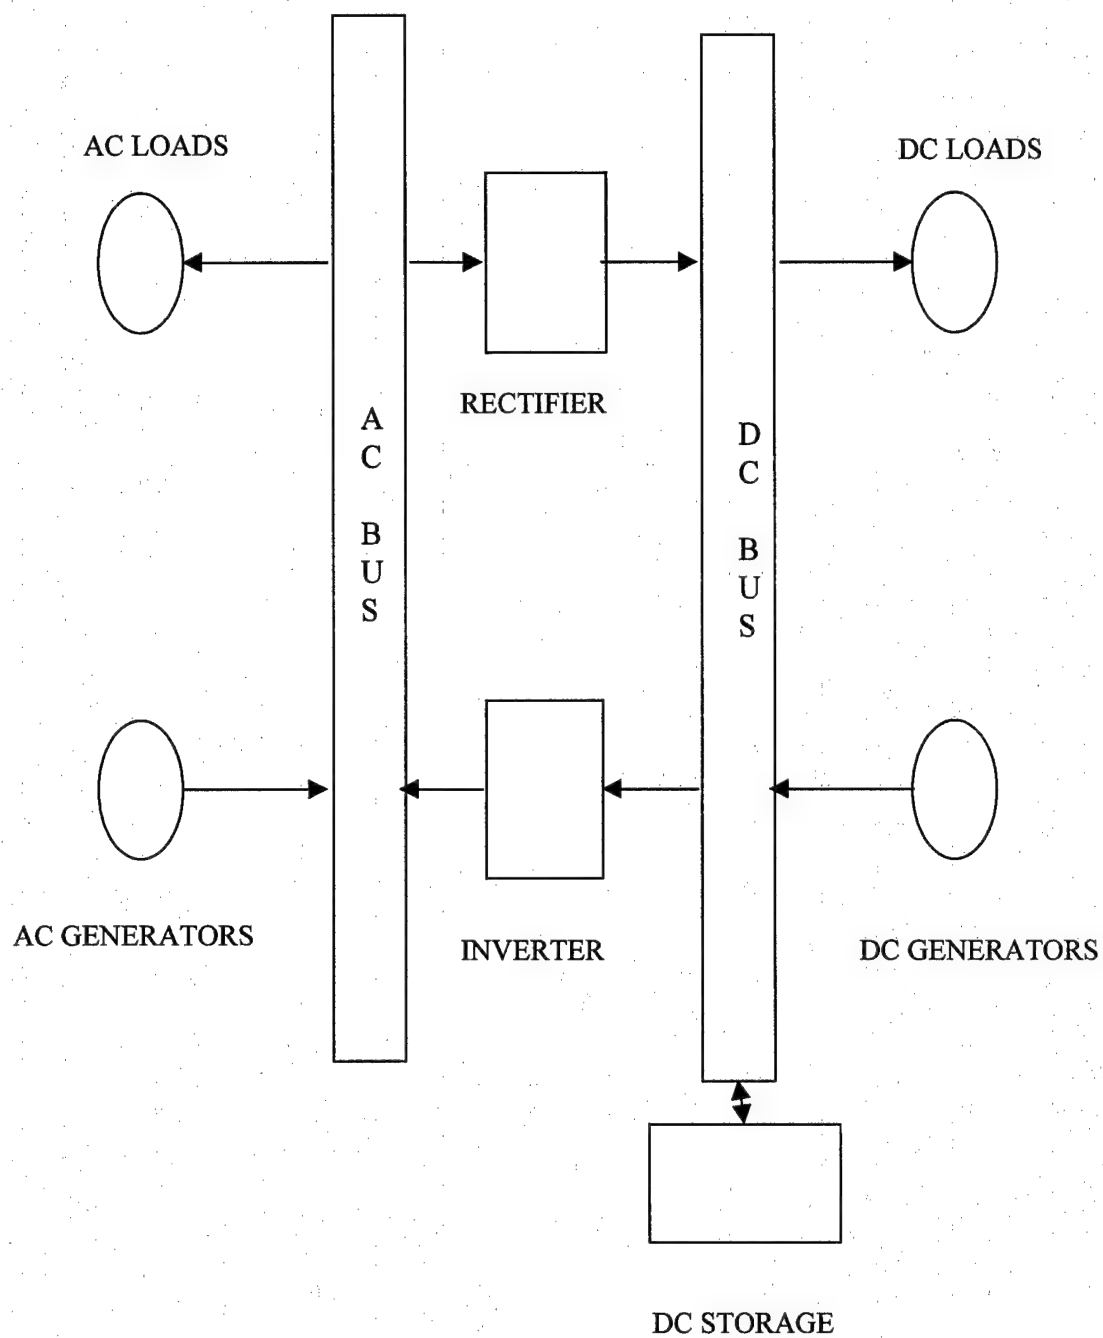 AC LOADS
DC LOADS
RECTIFIER
A
C
B
U
S
D
C
B
U
S
AC GENERATORS
INVERTER
DC GENERATORS
DC STORAGE